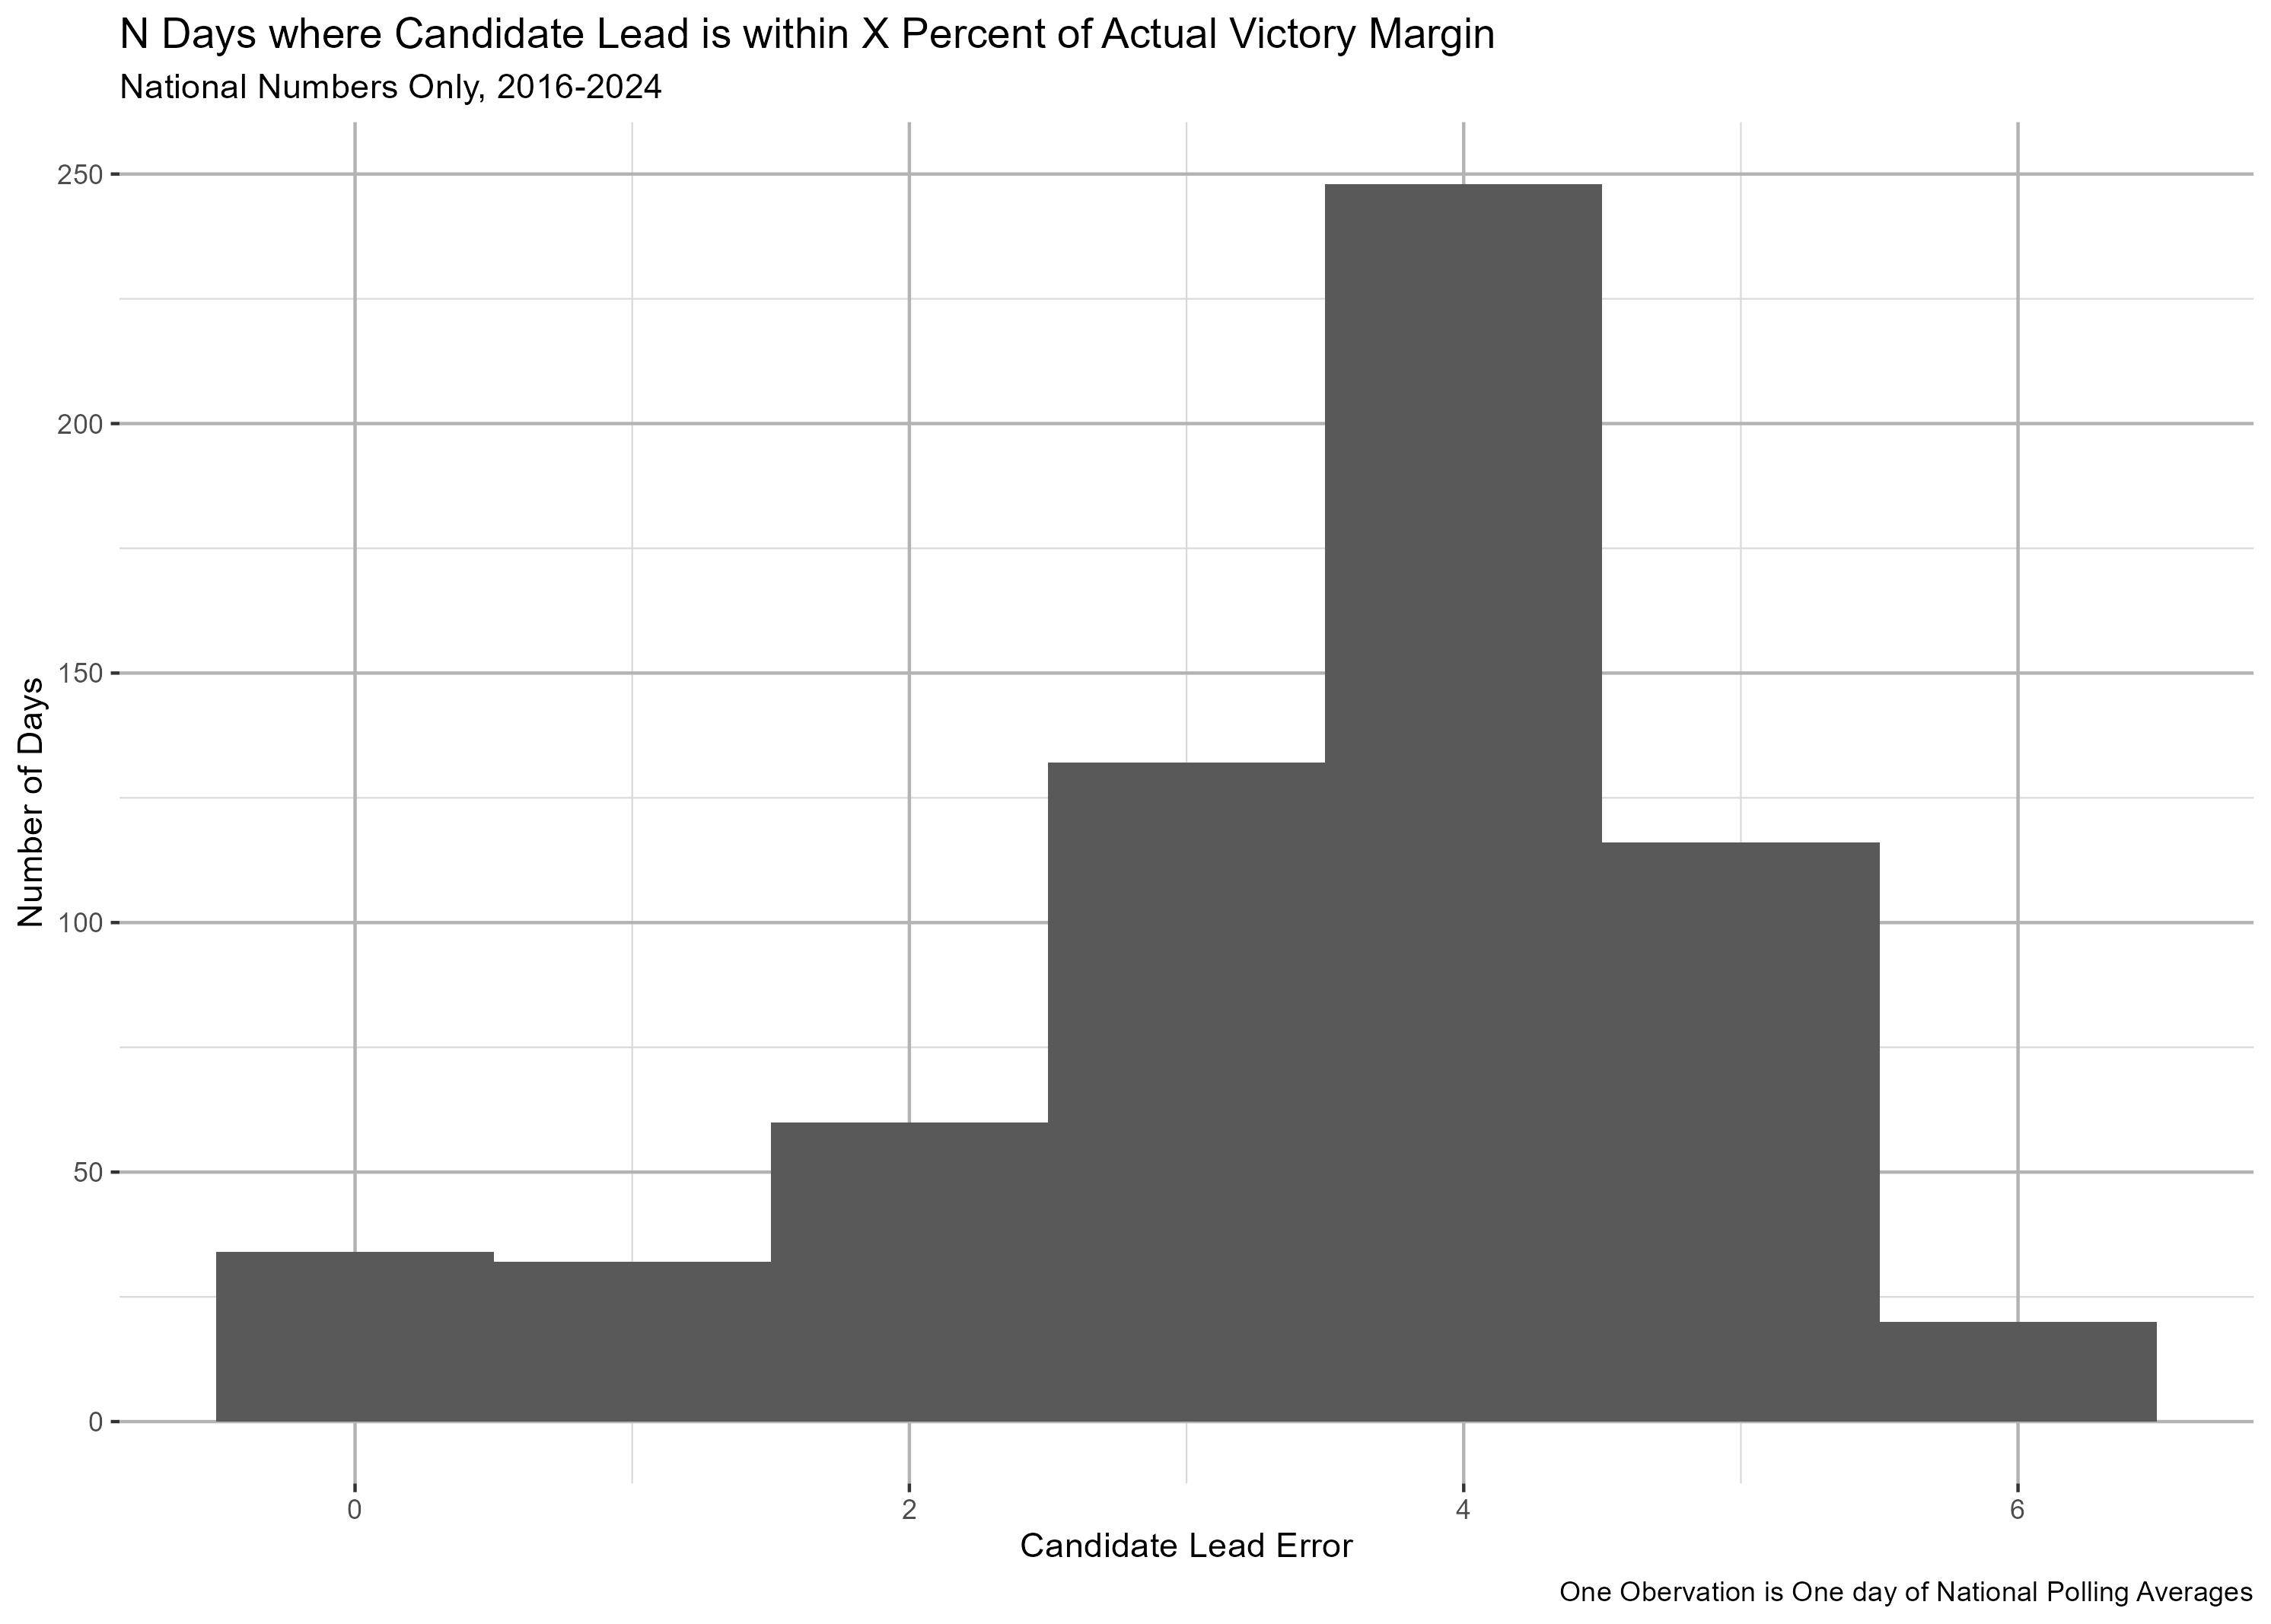 N Days where Candidate Lead is within X Percent of Actual Victory Margin
National Numbers Only, 2016-2024
250
200
150
100
50
0
Number of Days
0 2 4 6
Candidate Lead Error
One Obervation is One day of National Polling Averages